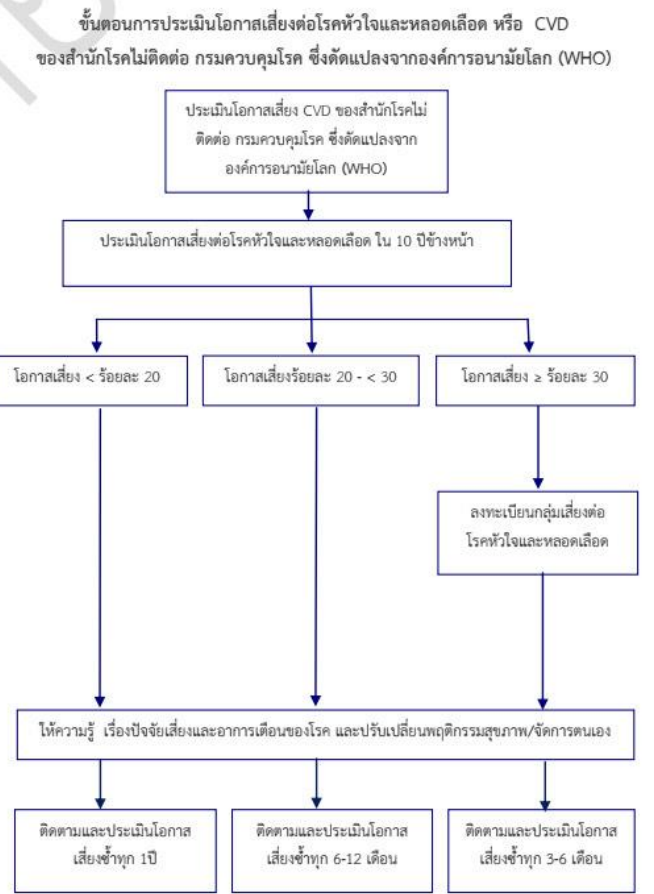 ขั้นตอนการประเมินโอกาสเสี่ยงต่อโรคหัวใจและหลอดเลือด หรือ CVD
ของสำนักโรคไม่ติดต่อ กรมควบคุมโรค ซึ่งดัดแปลงจากองค์การอนามัยโลก (WHO)
ประเมินโอกาสเสี่ยง CVD ของสำนักโรคไม่
ติดต่อ กรมควบคุมโรค ซึ่งดัดแปลงจาก
องค์การอนามัยโลก (WHO)
ประเมินโอกาสเสี่ยงต่อโรคหัวใจและหลอดเลือด ใน 10 ปีข้างหน้า
โอกาสเสี่ยง < ร้อยละ 20
โอกาสเสี่ยงร้อยละ 20 - < 30
โอกาสเสี่ยง ≥ ร้อยละ 30
ลงทะเบียนกลุ่มเสี่ยงต่อ
โรคหัวใจและหลอดเลือด
ให้ความรู้ เรื่องปัจจัยเสี่ยงและอาการเตือนของโรค และปรับเปลี่ยนพฤติกรรมสุขภาพ/จัดการตนเอง
ติดตามและประเมินโอกาส
เสี่ยงซ้ำทุก 1ปี
ติดตามและประเมินโอกาส
เสี่ยงซ้ำทุก 6-12 เดือน
ติดตามและประเมินโอกาส
เสี่ยงซ้ำทุก 3-6 เดือน